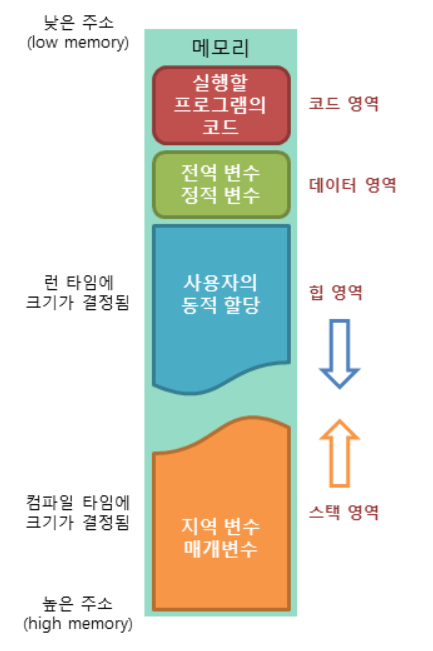 낮은 주소
(low memory)
메모리
실행할
프로그램의
코드
코드 영역
전역 변수
정적 변수
데이터 영역
런 타임에
크기가 결정됨
사용자의
동적 할당
힙 영역
컴파일 타임에
크기가 결정됨
지역 변수
매개변수
스택 영역
높은 주소
(high memory)